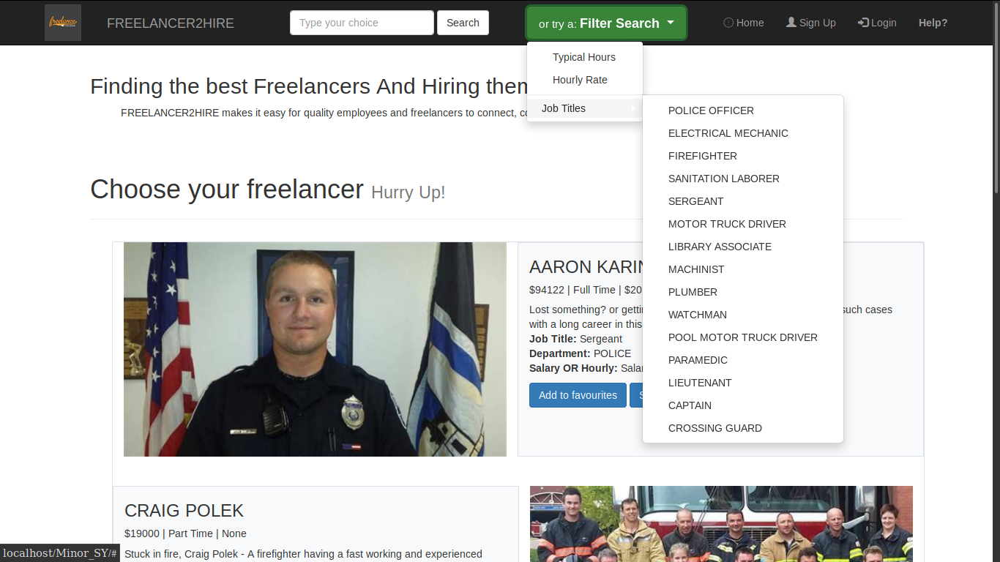 freelance
FREELANCER2HIRE
Type your choice
Search
or try a: Filter Search
Home
Sign Up
Login
Help?
Typical Hours
Hourly Rate
Job Titles
POLICE OFFICER
ELECTRICAL MECHANIC
FIREFIGHTER
SANITATION LABORER
SERGEANT
MOTOR TRUCK DRIVER
LIBRARY ASSOCIATE
MACHINIST
PLUMBER
WATCHMAN
POOL MOTOR TRUCK DRIVER
PARAMEDIC
LIEUTENANT
CAPTAIN
CROSSING GUARD
Finding the best Freelancers And Hiring them
FREELANCER2HIRE makes it easy for quality employees and freelancers to connect,
Choose your freelancer Hurry Up!
AARON
$94122 | Full Time | $20
Lost something? or such cases
with a long career in this
Job Title: Sergeant
Department: POLICE
Salary OR Hourly:
Add to favourites
CRAIG POLEK
$19000 | Part Time | None
Stuck in fire, Craig Polek - A firefighter having a fast working and experienced
localhost/Minor_SY/#